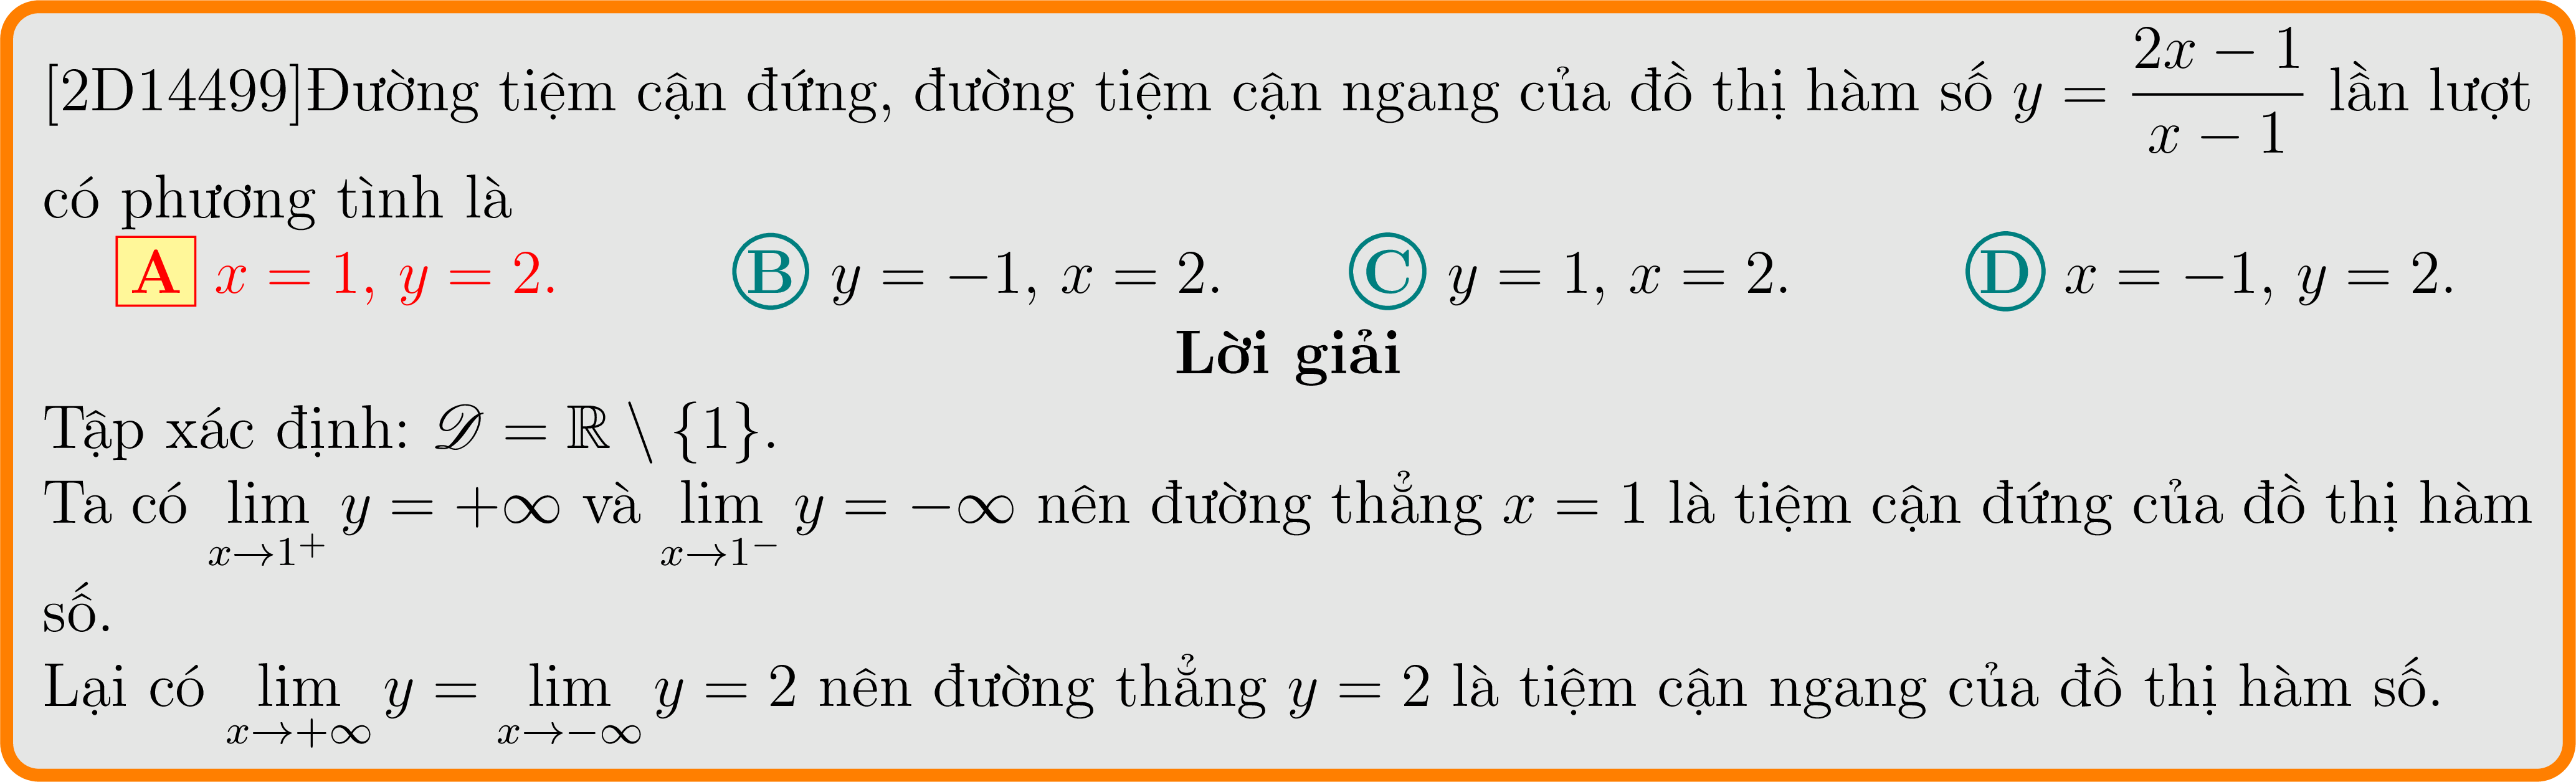 [2D14499]Đường tiệm cận đứng, đường tiệm cận ngang của đồ thị hàm số $y = \dfrac{2x - 1}{x - 1}$ lần lượt
có phương tình là
A $x = 1$, $y = 2$. B $y = -1$, $x = 2$. C $y = 1$, $x = 2$. D $x = -1$, $y = 2$.
Lời giải
Tập xác định: $\mathscr{D} = \mathbb{R} \setminus \{1\}$.
Ta có $\lim\limits_{x \to 1^+} y = +\infty$ và $\lim\limits_{x \to 1^-} y = -\infty$ nên đường thẳng $x = 1$ là tiệm cận đứng của đồ thị hàm
số.
Lại có $\lim\limits_{x \to +\infty} y = \lim\limits_{x \to -\infty} y = 2$ nên đường thẳng $y = 2$ là tiệm cận ngang của đồ thị hàm số.